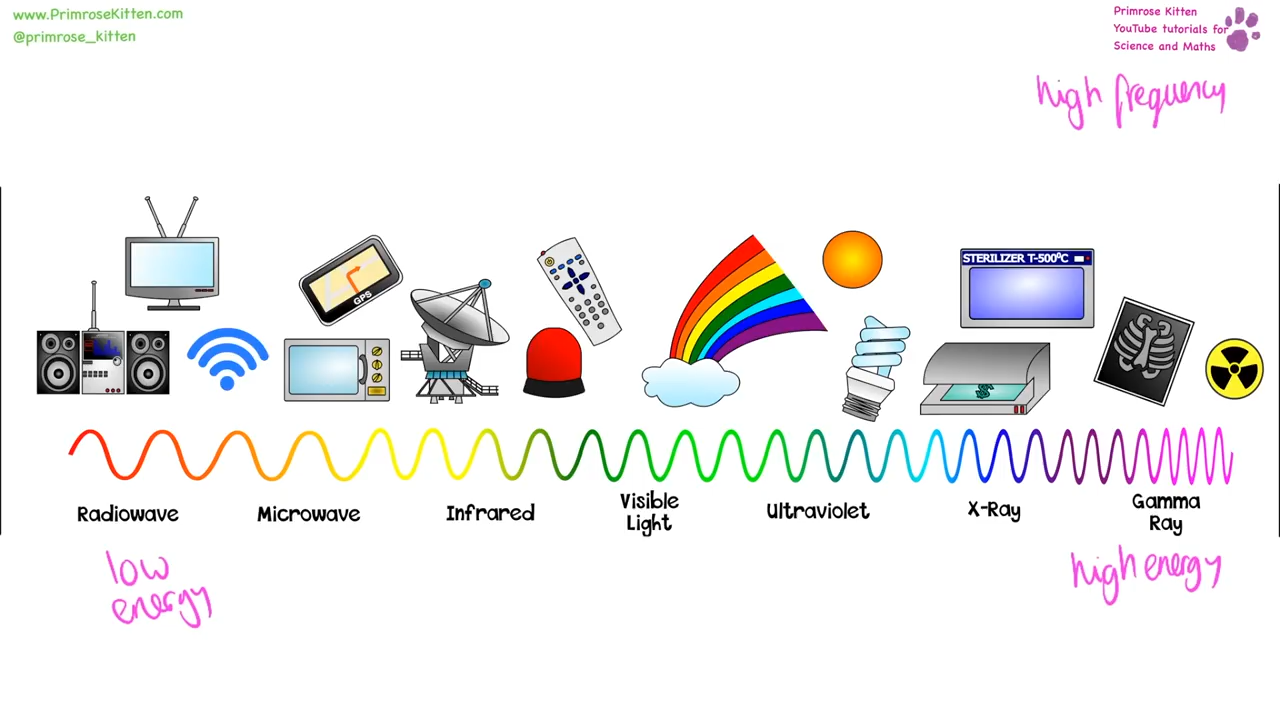 www.PrimroseKitten.com
@primrose_kitten
Primrose Kitten
YouTube tutorials for
Science and Maths
high frequency
GPS
STERILIZER T-500ºC
Radiowave
Microwave
Infrared
Visible
Light
Ultraviolet
X-Ray
Gamma
Ray
low
energy
high energy